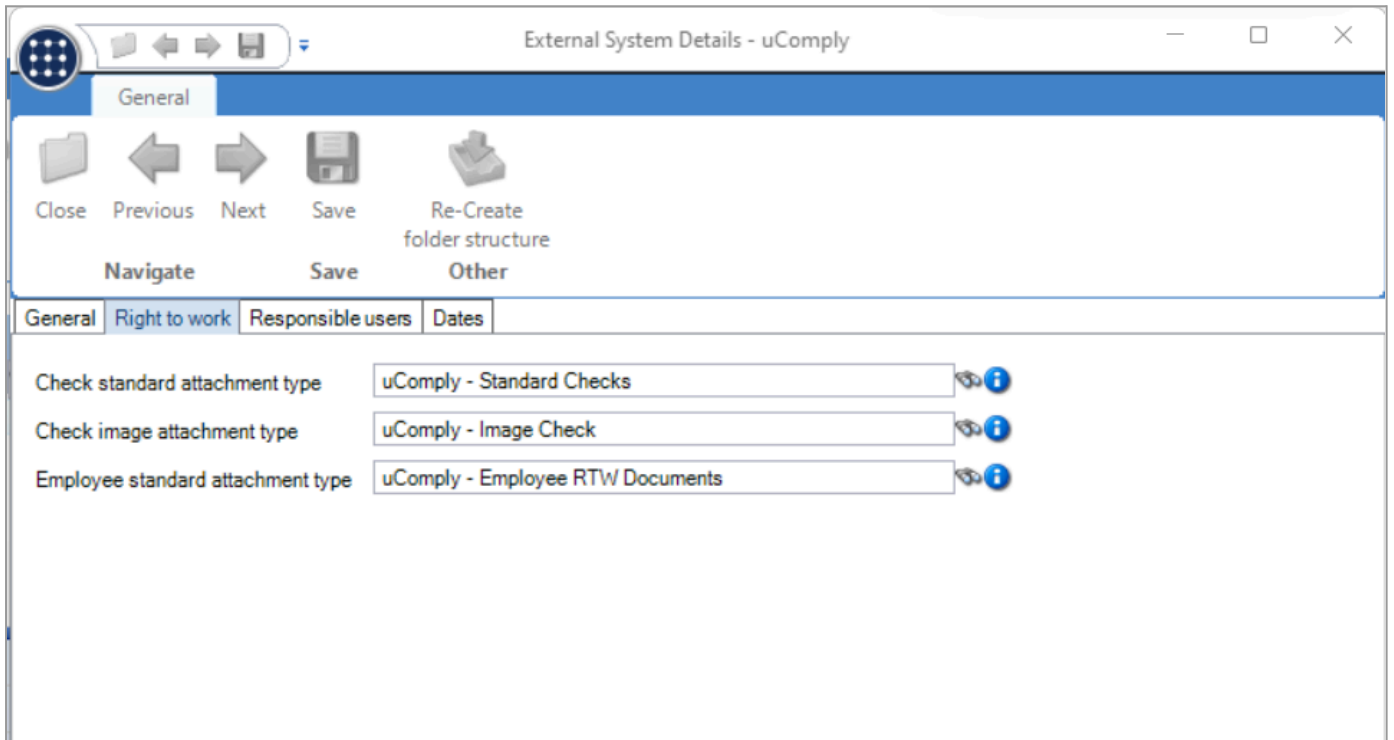 External System Details - uComply
General
Close Previous Next Save Re-Create
folder structure
Navigate Save Other
General Right to work Responsible users Dates
Check standard attachment type uComply - Standard Checks
Check image attachment type uComply - Image Check
Employee standard attachment type uComply - Employee RTW Documents